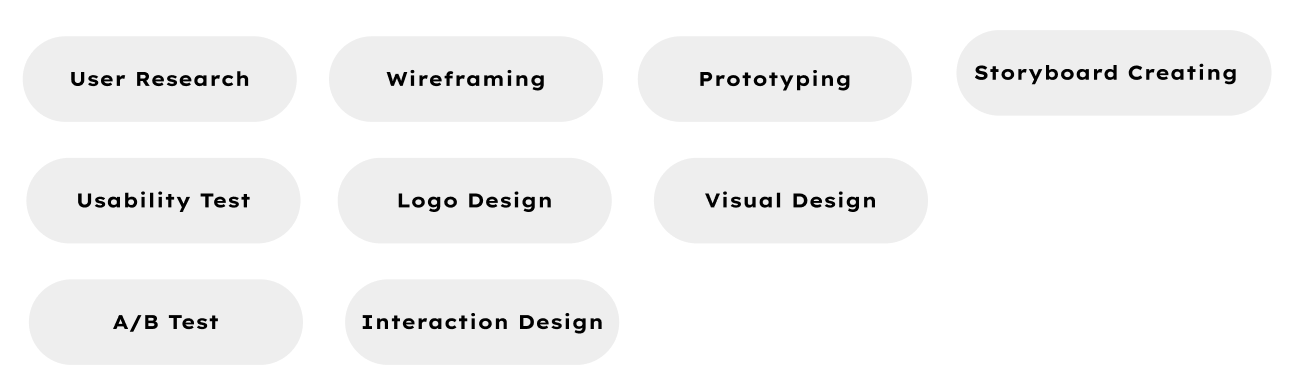 User Research
Wireframing
Prototyping
Storyboard Creating
Usability Test
Logo Design
Visual Design
A/B Test
Interaction Design